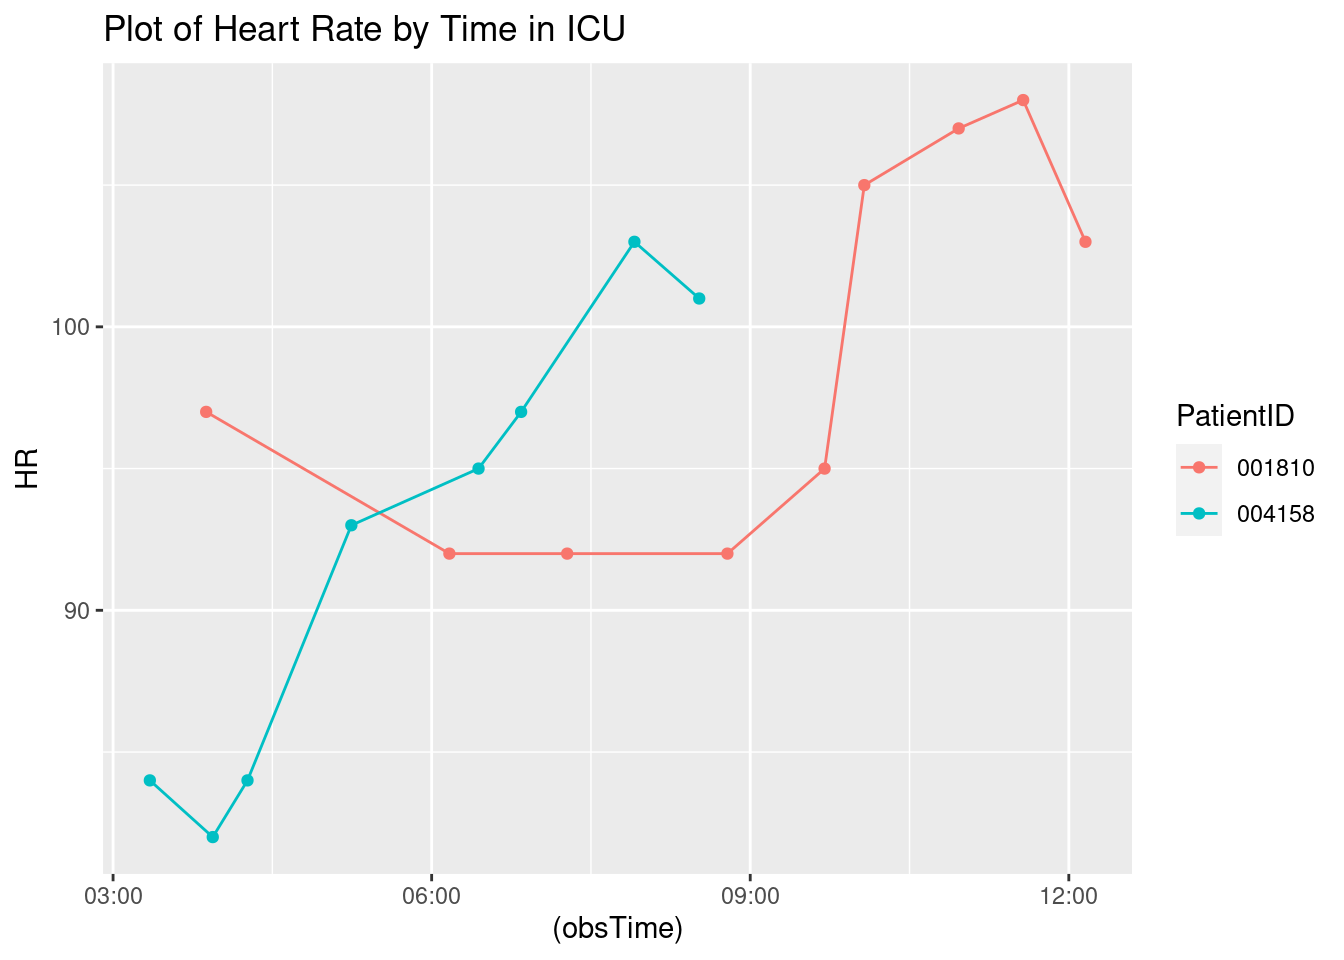 Plot of Heart Rate by Time in ICU
HR
100
90
03:00 06:00 09:00 12:00
(obsTime)
PatientID
001810
004158